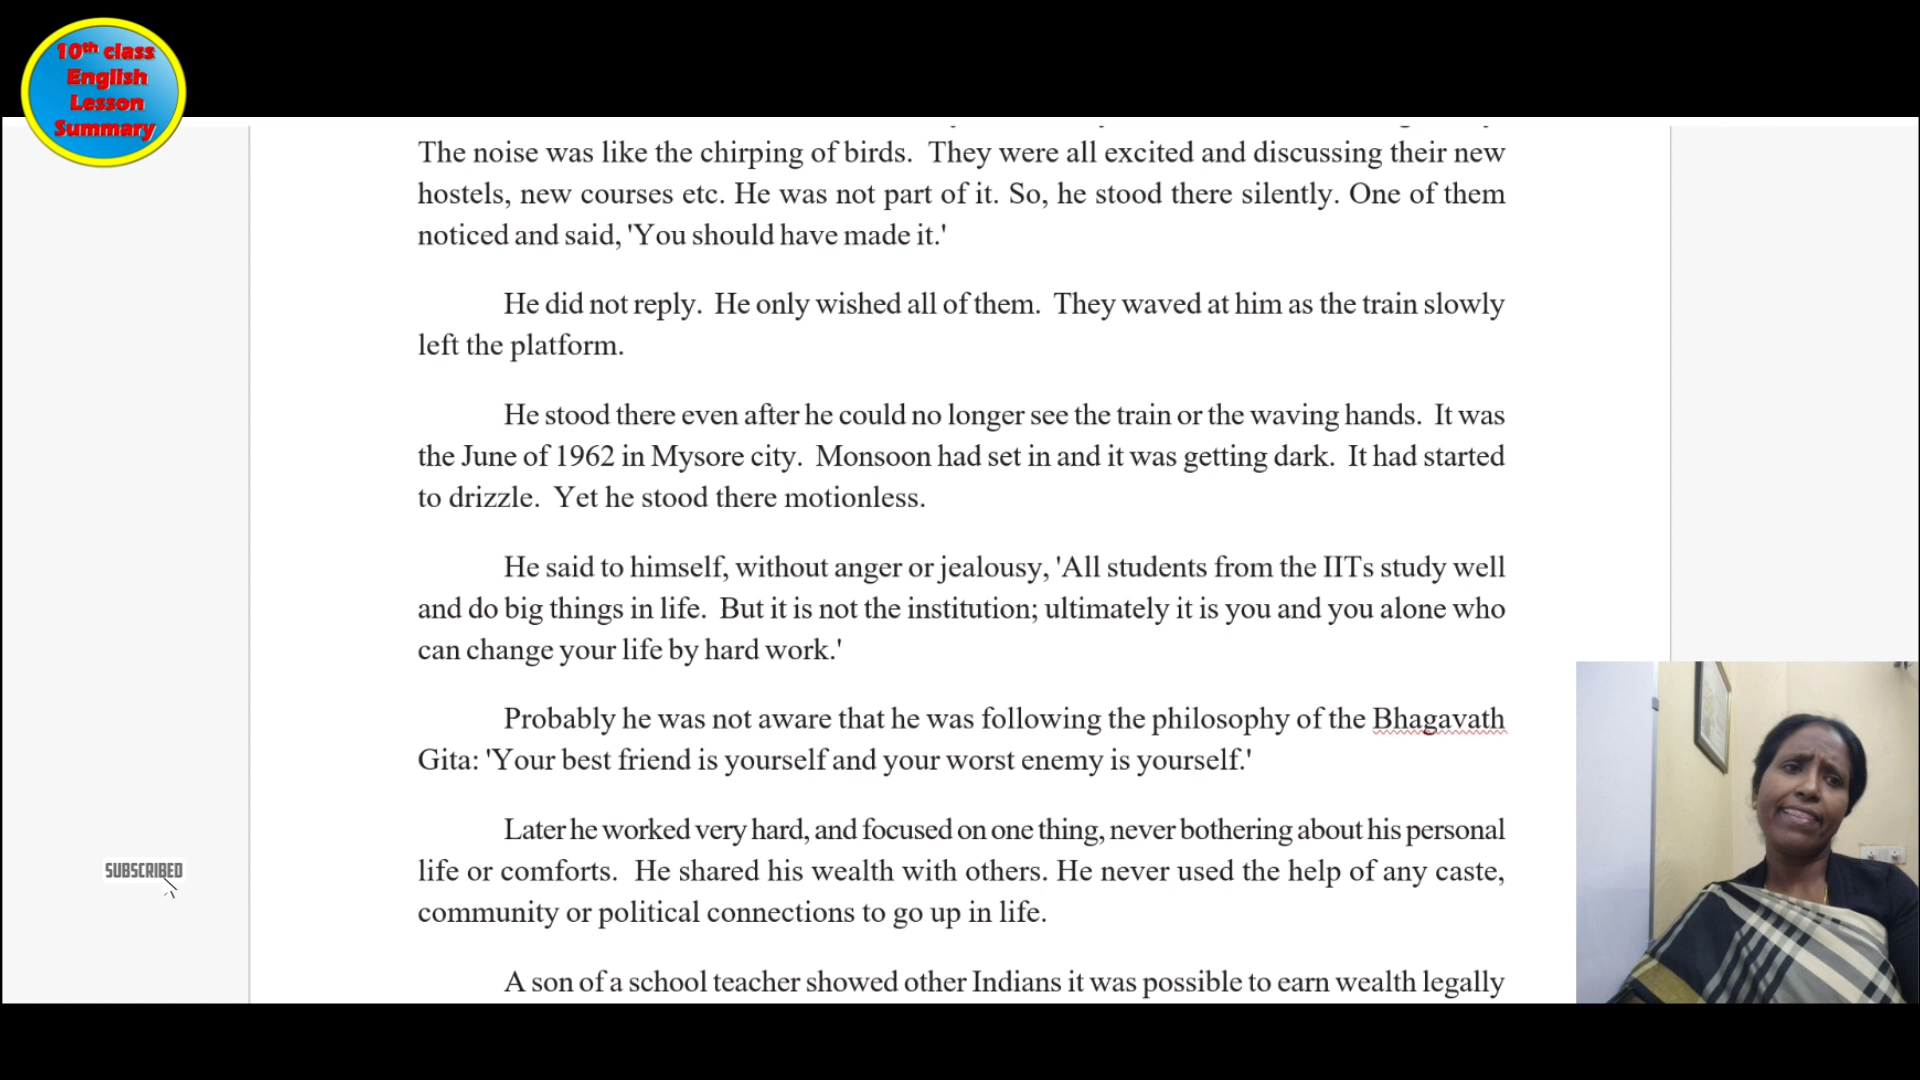 10th class
English
Lesson
Summary
The noise was like the chirping of birds. They were all excited and discussing their new
hostels, new courses etc. He was not part of it. So, he stood there silently. One of them
noticed and said, 'You should have made it.'
He did not reply. He only wished all of them. They waved at him as the train slowly
left the platform.
He stood there even after he could no longer see the train or the waving hands. It was
the June of 1962 in Mysore city. Monsoon had set in and it was getting dark. It had started
to drizzle. Yet he stood there motionless.
He said to himself, without anger or jealousy, 'All students from the IITs study well
and do big things in life. But it is not the institution; ultimately it is you and you alone who
can change your life by hard work.'
Probably he was not aware that he was following the philosophy of the Bhagavath
Gita: 'Your best friend is yourself and your worst enemy is yourself.'
Later he worked very hard, and focused on one thing, never bothering about his personal
life or comforts. He shared his wealth with others. He never used the help of any caste,
community or political connections to go up in life.
A son of a school teacher showed other Indians it was possible to earn wealth legally
SUBSCRIBED